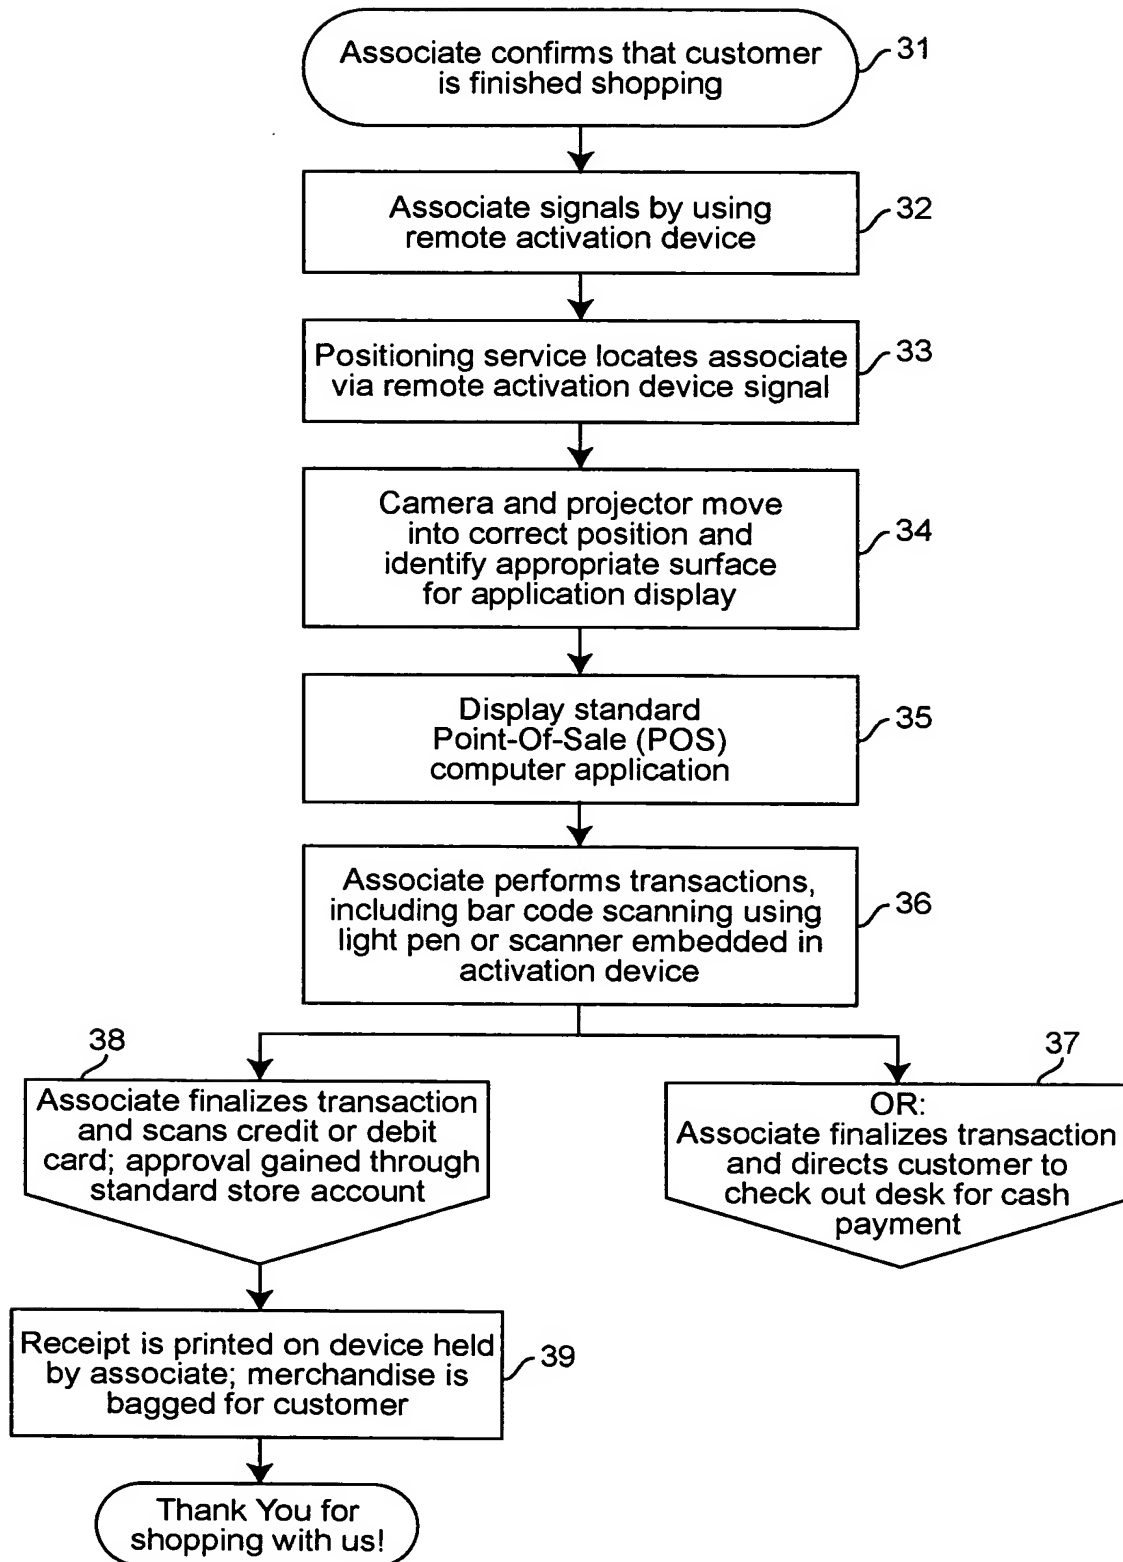 Associate confirms that customer
is finished shopping
31
Associate signals by using
remote activation device
32
Positioning service locates associate
via remote activation device signal
33
Camera and projector move
into correct position and
identify appropriate surface
for application display
34
Display standard
Point-Of-Sale (POS)
computer application
35
Associate performs transactions,
including bar code scanning using
light pen or scanner embedded in
activation device
36
38
Associate finalizes transaction
and scans credit or debit
card; approval gained through
standard store account
37
OR:
Associate finalizes transaction
and directs customer to
check out desk for cash
payment
Receipt is printed on device held
by associate; merchandise is
bagged for customer
39
Thank You for
shopping with us!